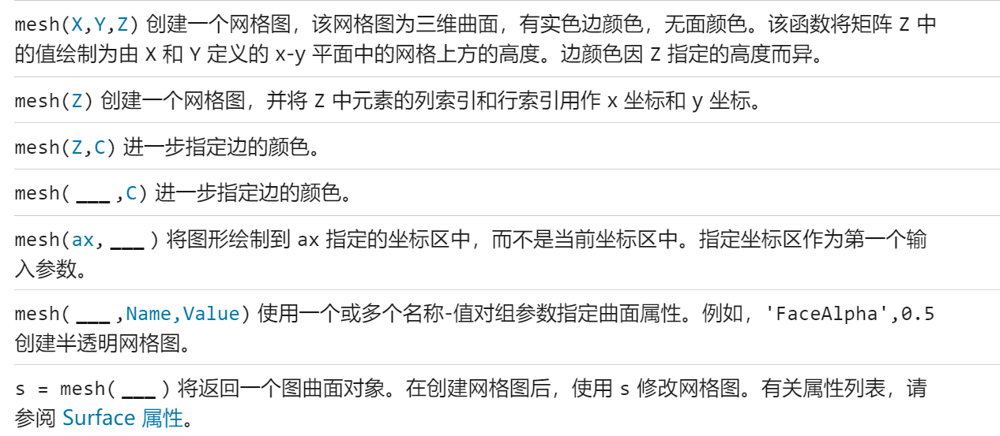 mesh(X,Y,Z) 创建一个网格图，该网格图为三维曲面，有实色边颜色，无面颜色。该函数将矩阵 Z 中
的值绘制为由 X 和 Y 定义的 x-y 平面中的网格上方的高度。边颜色因 Z 指定的高度而异。
mesh(Z) 创建一个网格图，并将 Z 中元素的列索引和行索引用作 x 坐标和 y 坐标。
mesh(Z,C) 进一步指定边的颜色。
mesh( ___ ,C) 进一步指定边的颜色。
mesh(ax, ___ ) 将图形绘制到 ax 指定的坐标区中，而不是当前坐标区中。指定坐标区作为第一个输
入参数。
mesh( ___ ,Name,Value) 使用一个或多个名称-值对组参数指定曲面属性。例如，'FaceAlpha',0.5
创建半透明网格图。
s = mesh( ___ ) 将返回一个图曲面对象。在创建网格图后，使用 s 修改网格图。有关属性列表，请
参阅 Surface 属性。